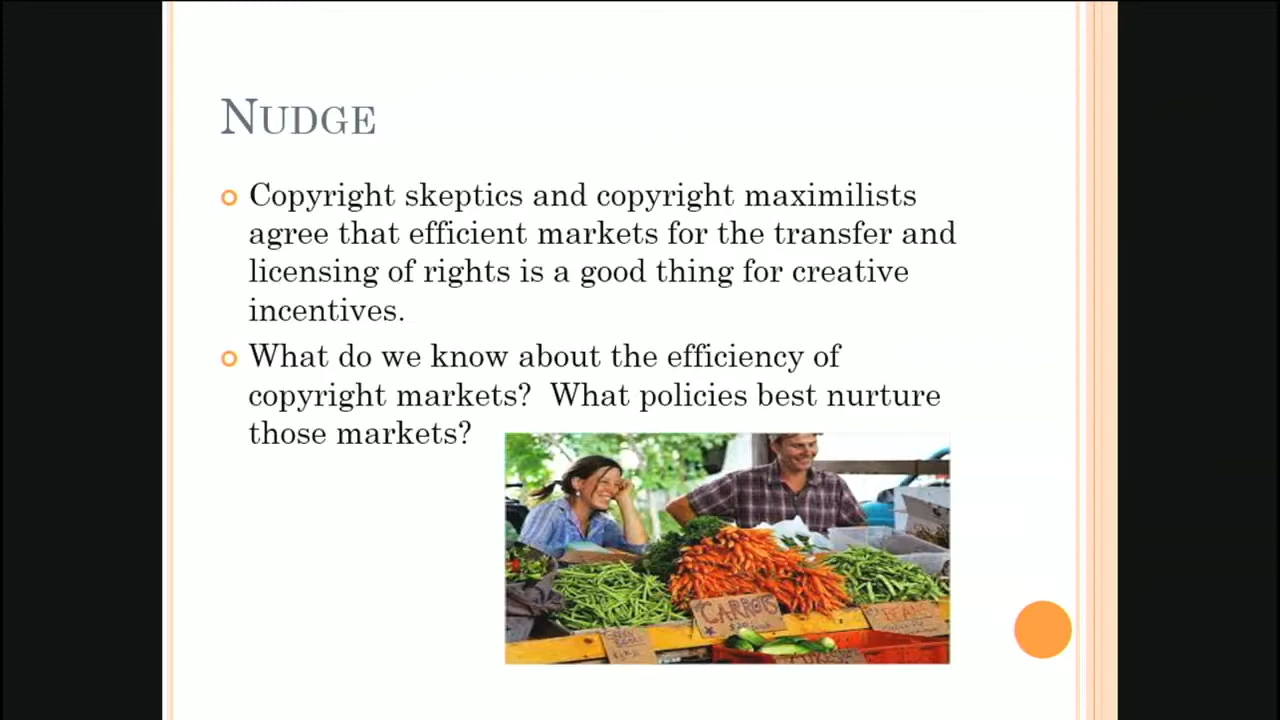 NUDGE
Copyright skeptics and copyright maximilists
agree that efficient markets for the transfer and
licensing of rights is a good thing for creative
incentives.
What do we know about the efficiency of
copyright markets?  What policies best nurture
those markets?
CARROTS